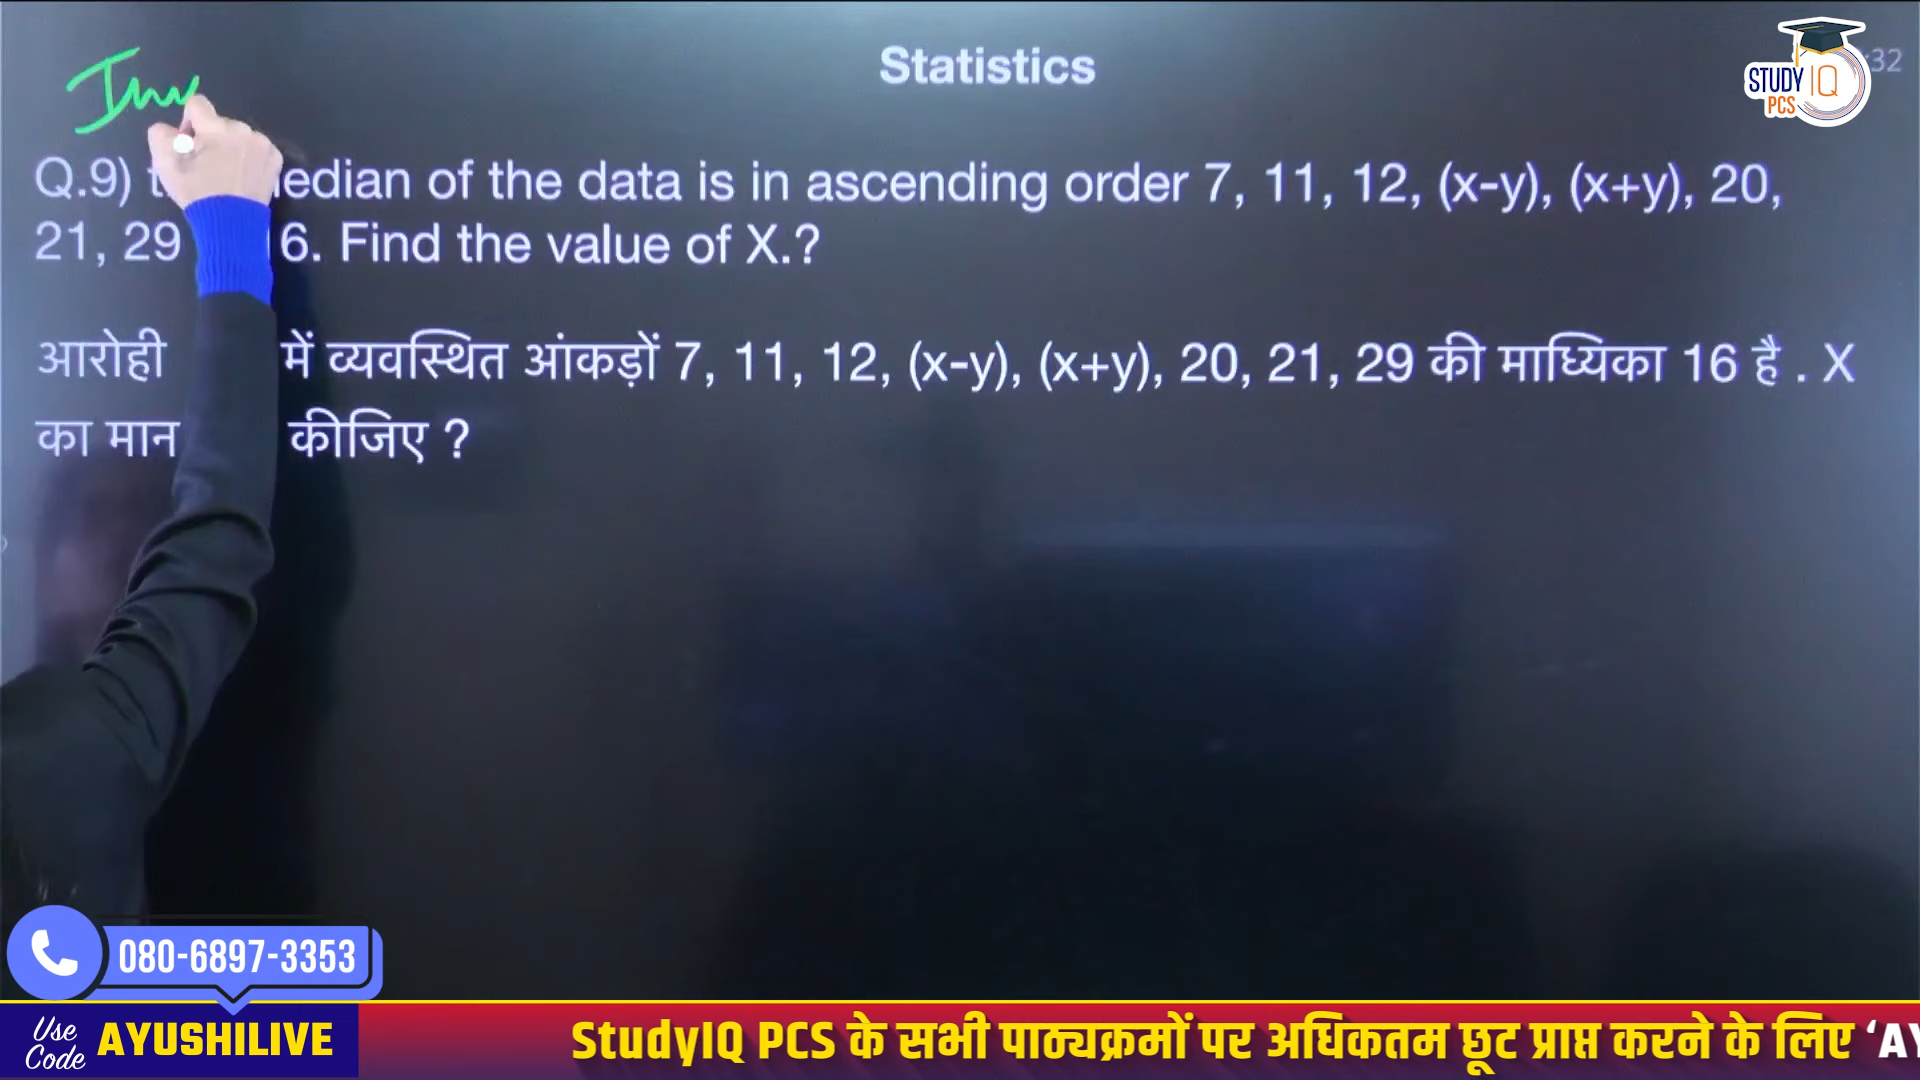 Statistics
STUDY IQ
PCS
32
Q.9) edian of the data is in ascending order 7, 11, 12, (x-y), (x+y), 20,
21, 29 6. Find the value of X.?
आरोही में व्यवस्थित आंकड़ों 7, 11, 12, (x-y), (x+y), 20, 21, 29 की माध्यिका 16 है . X
का मान कीजिए ?
080-6897-3353
Use Code AYUSHILIVE
StudyIQ PCS के सभी पाठ्यक्रमों पर अधिकतम छूट प्राप्त करने के लिए ‘AY